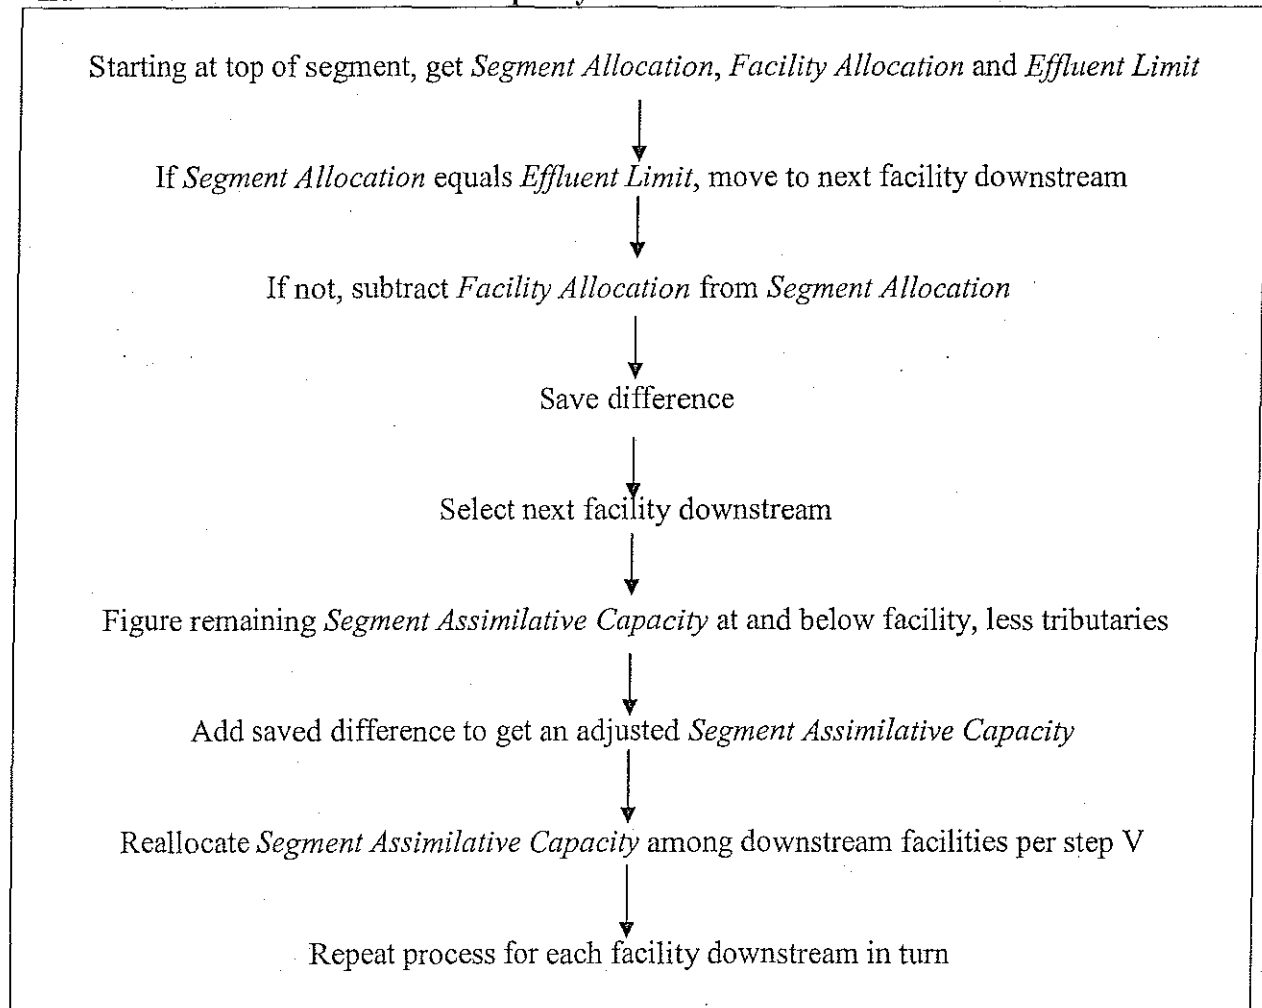 Starting at top of segment, get Segment Allocation, Facility Allocation and Effluent Limit
If Segment Allocation equals Effluent Limit, move to next facility downstream
If not, subtract Facility Allocation from Segment Allocation
Save difference
Select next facility downstream
Figure remaining Segment Assimilative Capacity at and below facility, less tributaries
Add saved difference to get an adjusted Segment Assimilative Capacity
Reallocate Segment Assimilative Capacity among downstream facilities per step V
Repeat process for each facility downstream in turn